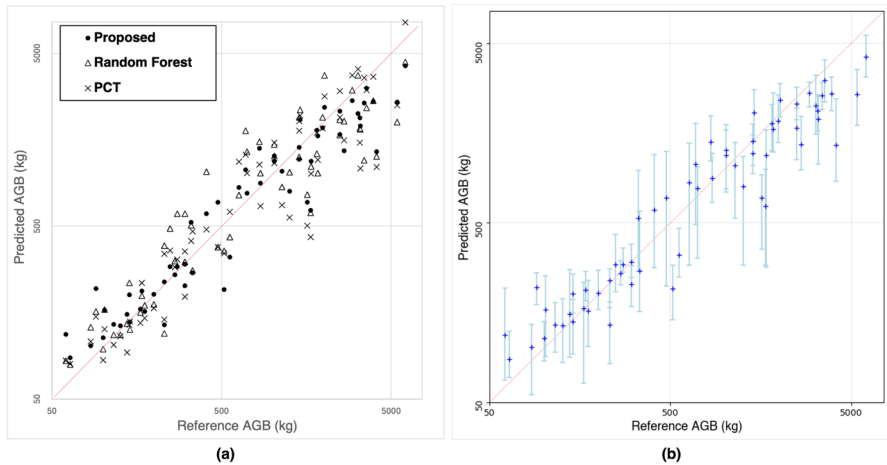 Proposed
Random Forest
PCT
5000
500
50
50 500 5000
Predicted AGB (kg)
Reference AGB (kg)
(a)
5000
500
50
50 500 5000
Predicted AGB (kg)
Reference AGB (kg)
(b)